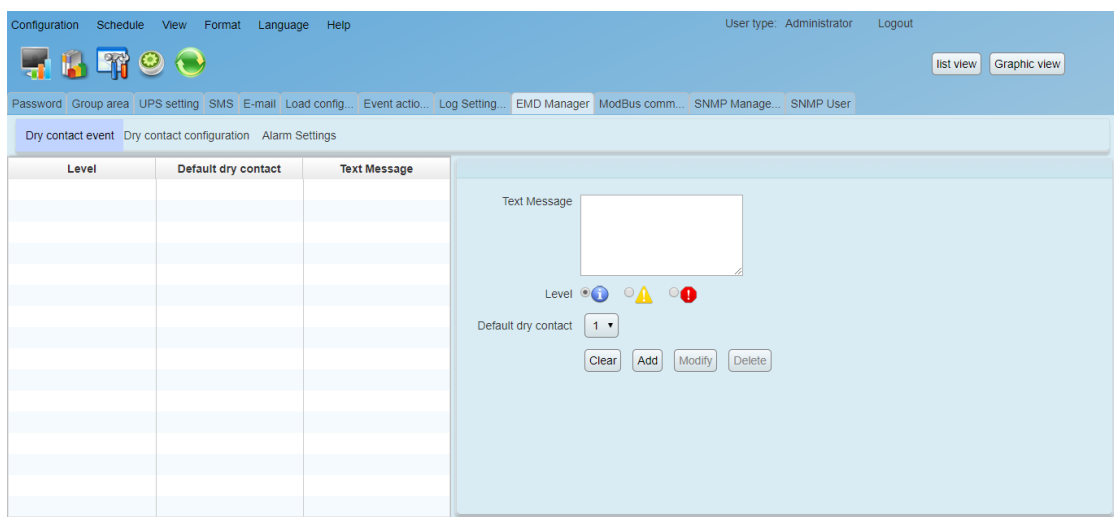 Configuration Schedule View Format Language Help User type: Administrator Logout
list view Graphic view
Password Group area UPS setting SMS E-mail Load config... Event actio... Log Setting... EMD Manager ModBus comm... SNMP Manage... SNMP User
Dry contact event Dry contact configuration Alarm Settings
Level Default dry contact Text Message
Text Message
Level
Default dry contact 1
Clear Add Modify Delete